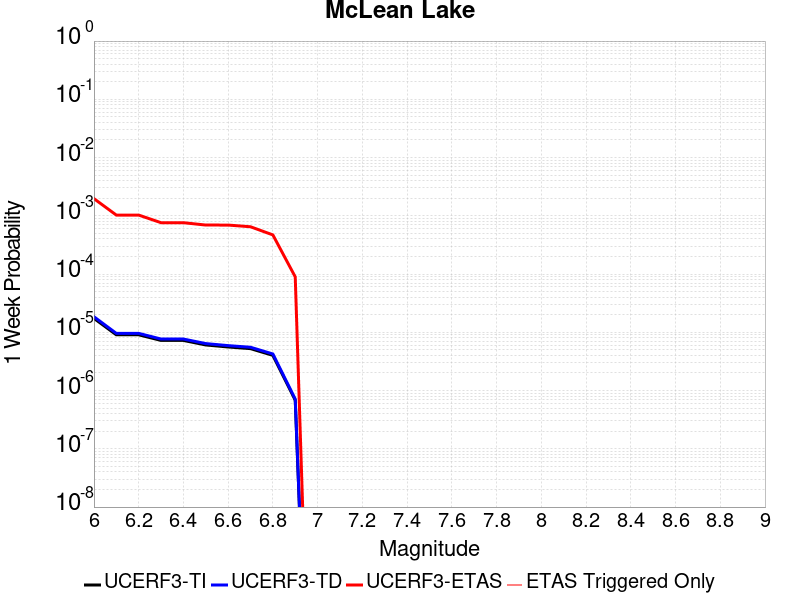 McLean Lake
10^0
10^-1
10^-2
10^-3
10^-4
10^-5
10^-6
10^-7
10^-8
1 Week Probability
6 6.2 6.4 6.6 6.8 7 7.2 7.4 7.6 7.8 8 8.2 8.4 8.6 8.8 9
Magnitude
UCERF3-TI UCERF3-TD UCERF3-ETAS ETAS Triggered Only